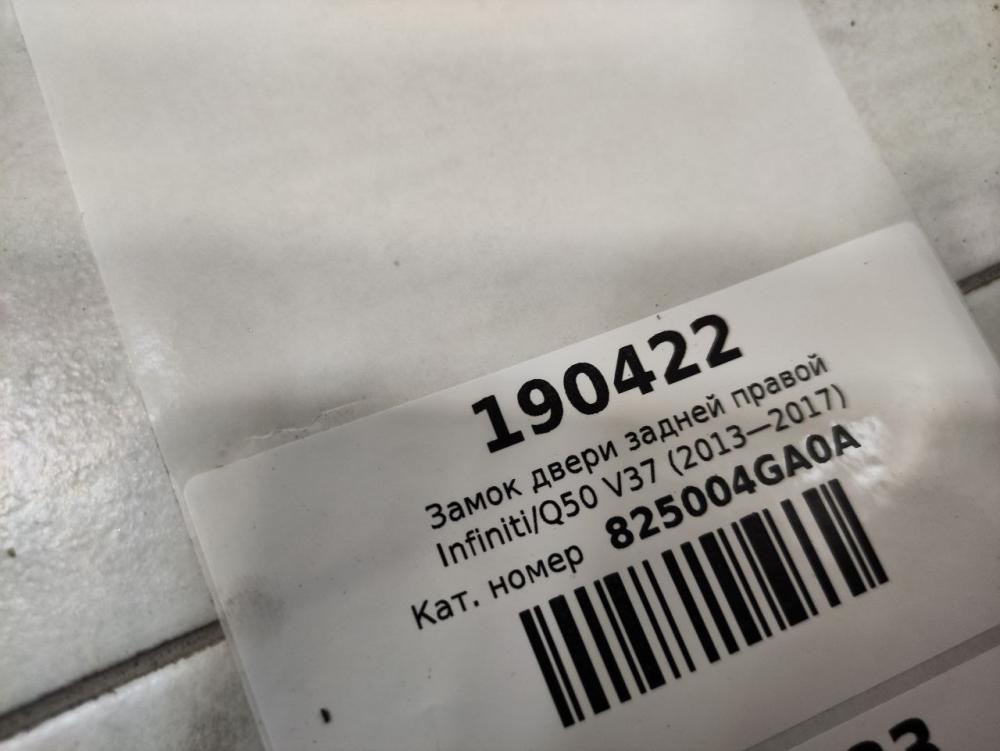 190422
Замок двери задней правой
Infiniti/Q50 V37 (2013—2017)
Кат. номер 825004GA0A